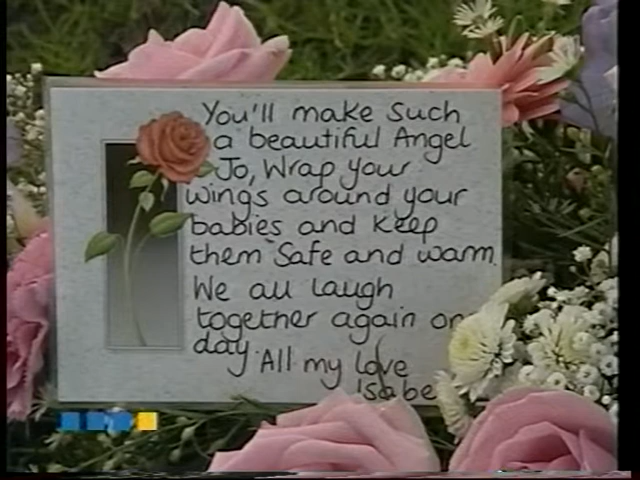 You'll make such
a beautiful Angel
Jo, Wrap your
wings around your
babies and keep
them safe and warm
We all laugh
together again on
day. All my love
Isabe